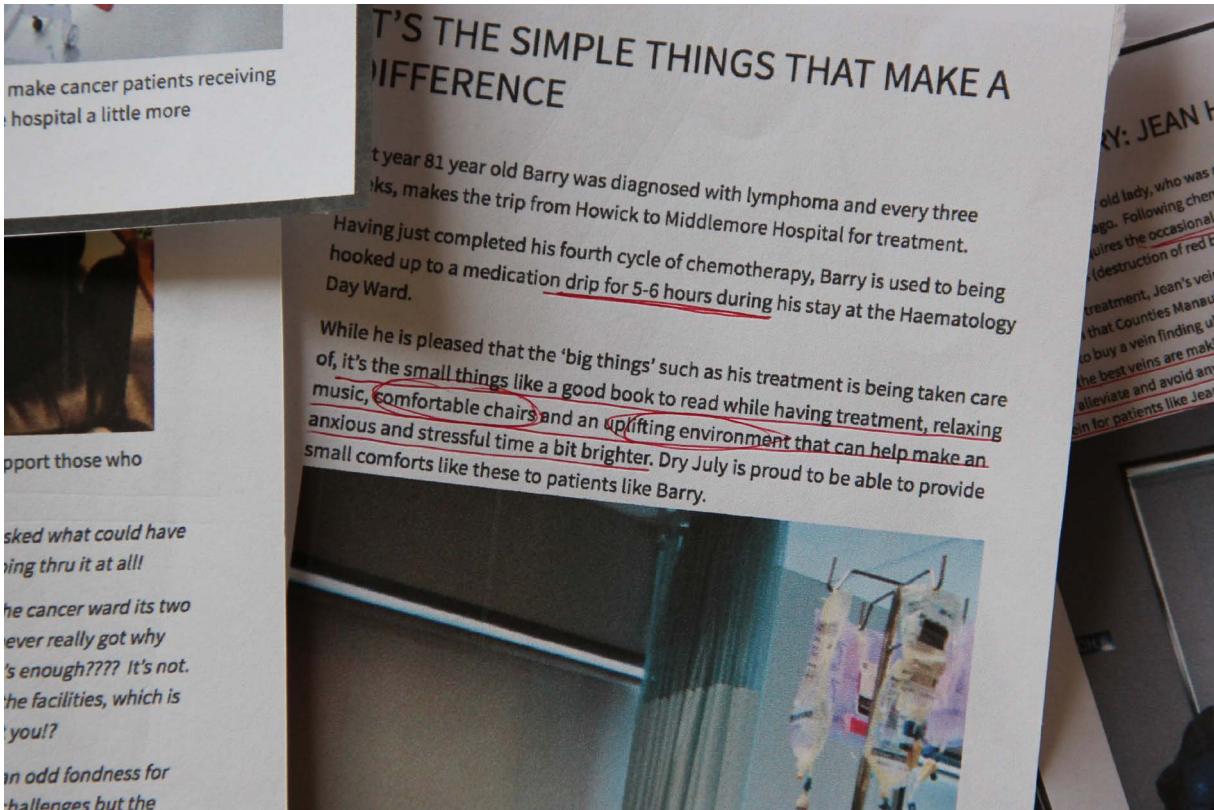 make cancer patients receiving
hospital a little more
pport those who
sked what could have
ing thru it at all!
he cancer ward its two
ever really got why
's enough???? It's not.
the facilities, which is
you!?
an odd fondness for
challenges but the
T'S THE SIMPLE THINGS THAT MAKE A
IFFERENCE
t year 81 year old Barry was diagnosed with lymphoma and every three
ks, makes the trip from Howick to Middlemore Hospital for treatment.
Having just completed his fourth cycle of chemotherapy, Barry is used to being
hooked up to a medication drip for 5-6 hours during his stay at the Haematology
Day Ward.
While he is pleased that the 'big things' such as his treatment is being taken care
of, it's the small things like a good book to read while having treatment, relaxing
music, comfortable chairs and an uplifting environment that can help make an
anxious and stressful time a bit brighter. Dry July is proud to be able to provide
small comforts like these to patients like Barry.
RY: JEAN H
old lady, who was
ago. Following chem
uires the occasional
(destruction of red b
treatment, Jean's vei
that Counties Manau
to buy a vein finding ul
the best veins are maki
alleviate and avoid an
ein for patients like Jea